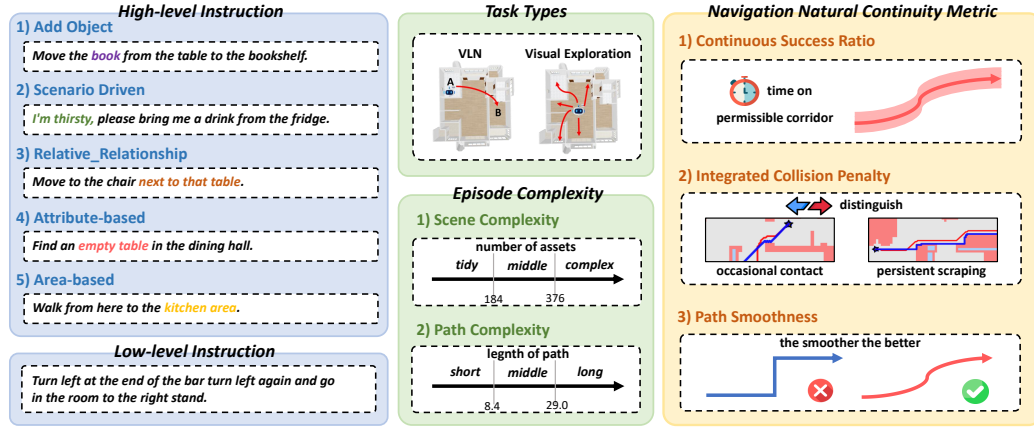 High-level Instruction
1) Add Object
Move the book from the table to the bookshelf.
2) Scenario Driven
I'm thirsty, please bring me a drink from the fridge.
3) Relative_Relationship
Move to the chair next to that table.
4) Attribute-based
Find an empty table in the dining hall.
5) Area-based
Walk from here to the kitchen area.
Low-level Instruction
Turn left at the end of the bar turn left again and go
in the room to the right stand.
Task Types
VLN
Visual Exploration
A
B
Episode Complexity
1) Scene Complexity
number of assets
tidy
middle
complex
184
376
2) Path Complexity
legnth of path
short
middle
long
8.4
29.0
Navigation Natural Continuity Metric
1) Continuous Success Ratio
time on
permissible corridor
2) Integrated Collision Penalty
distinguish
occasional contact
persistent scraping
3) Path Smoothness
the smoother the better